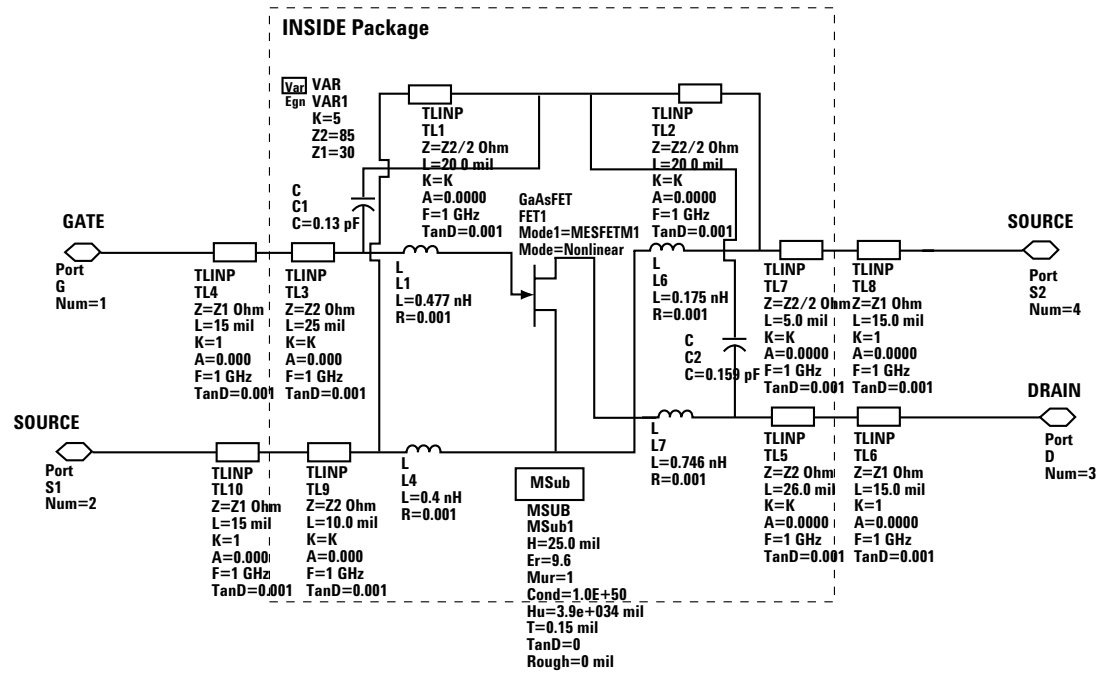 INSIDE Package
Var
Egn
VAR
VAR1
K=5
Z2=85
Z1=30
TLINP
TL1
Z=Z2/2 Ohm
L=20 0 mil
K=K
A=0.0000
F=1 GHz
TanD=0.001
TLINP
TL2
Z=Z2/2 Ohm
L=20 0 mil
K=K
A=0.0000
F=1 GHz
TanD=0.001
C
C1
C=0.13 pF
GaAsFET
FET1
Mode1=MESFETM1
Mode=Nonlinear
GATE
Port
G
Num=1
TLINP
TL4
Z=Z1 Ohm
L=15 mil
K=1
A=0.000
F=1 GHz
TanD=0.001
TLINP
TL3
Z=Z2 Ohm
L=25 mil
K=K
A=0.000
F=1 GHz
TanD=0.001
L
L1
L=0.477 nH
R=0.001
L
L6
L=0.175 nH
R=0.001
C
C2
C=0.159 pF
TLINP
TL7
Z=Z2/2 Ohm
L=5.0 mil
K=K
A=0.0000
F=1 GHz
TanD=0.001
TLINP
TL8
Z=Z1 Ohm
L=15.0 mil
K=1
A=0.0000
F=1 GHz
TanD=0.001
SOURCE
Port
S2
Num=4
SOURCE
Port
S1
Num=2
TLINP
TL10
Z=Z1 Ohm
L=15 mil
K=1
A=0.000
F=1 GHz
TanD=0.001
TLINP
TL9
Z=Z2 Ohm
L=10.0 mil
K=K
A=0.000
F=1 GHz
TanD=0.001
L
L4
L=0.4 nH
R=0.001
MSub
MSUB
MSub1
H=25.0 mil
Er=9.6
Mur=1
Cond=1.0E+50
Hu=3.9e+034 mil
T=0.15 mil
TanD=0
Rough=0 mil
L
L7
L=0.746 nH
R=0.001
TLINP
TL5
Z=Z2 Ohm
L=26.0 mil
K=K
A=0.0000
F=1 GHz
TanD=0.001
TLINP
TL6
Z=Z1 Ohm
L=15.0 mil
K=1
A=0.0000
F=1 GHz
TanD=0.001
DRAIN
Port
D
Num=3